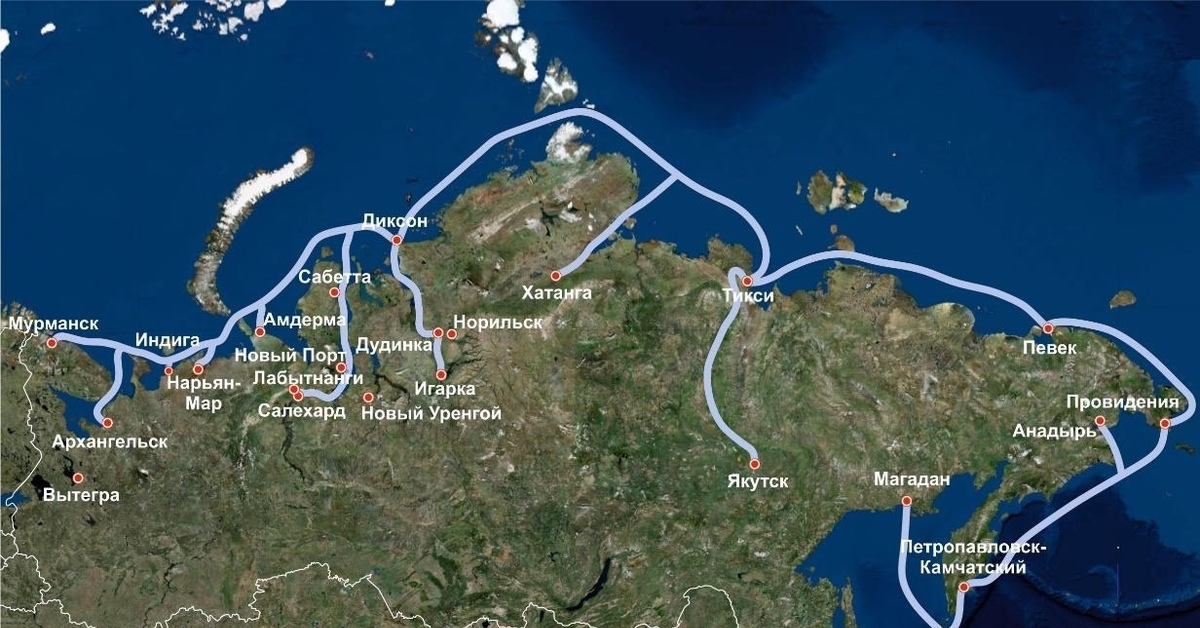 Диксон
Сабетта
Хатанга
Тикси
Мурманск
Индига
Амдерма
Норильск
Дудинка
Новый Порт
Лабытнанги
Нарьян-
Мар
Игарка
Салехард
Новый Уренгой
Певек
Провидения
Анадырь
Архангельск
Вытегра
Якутск
Магадан
Петропавловск-
Камчатский